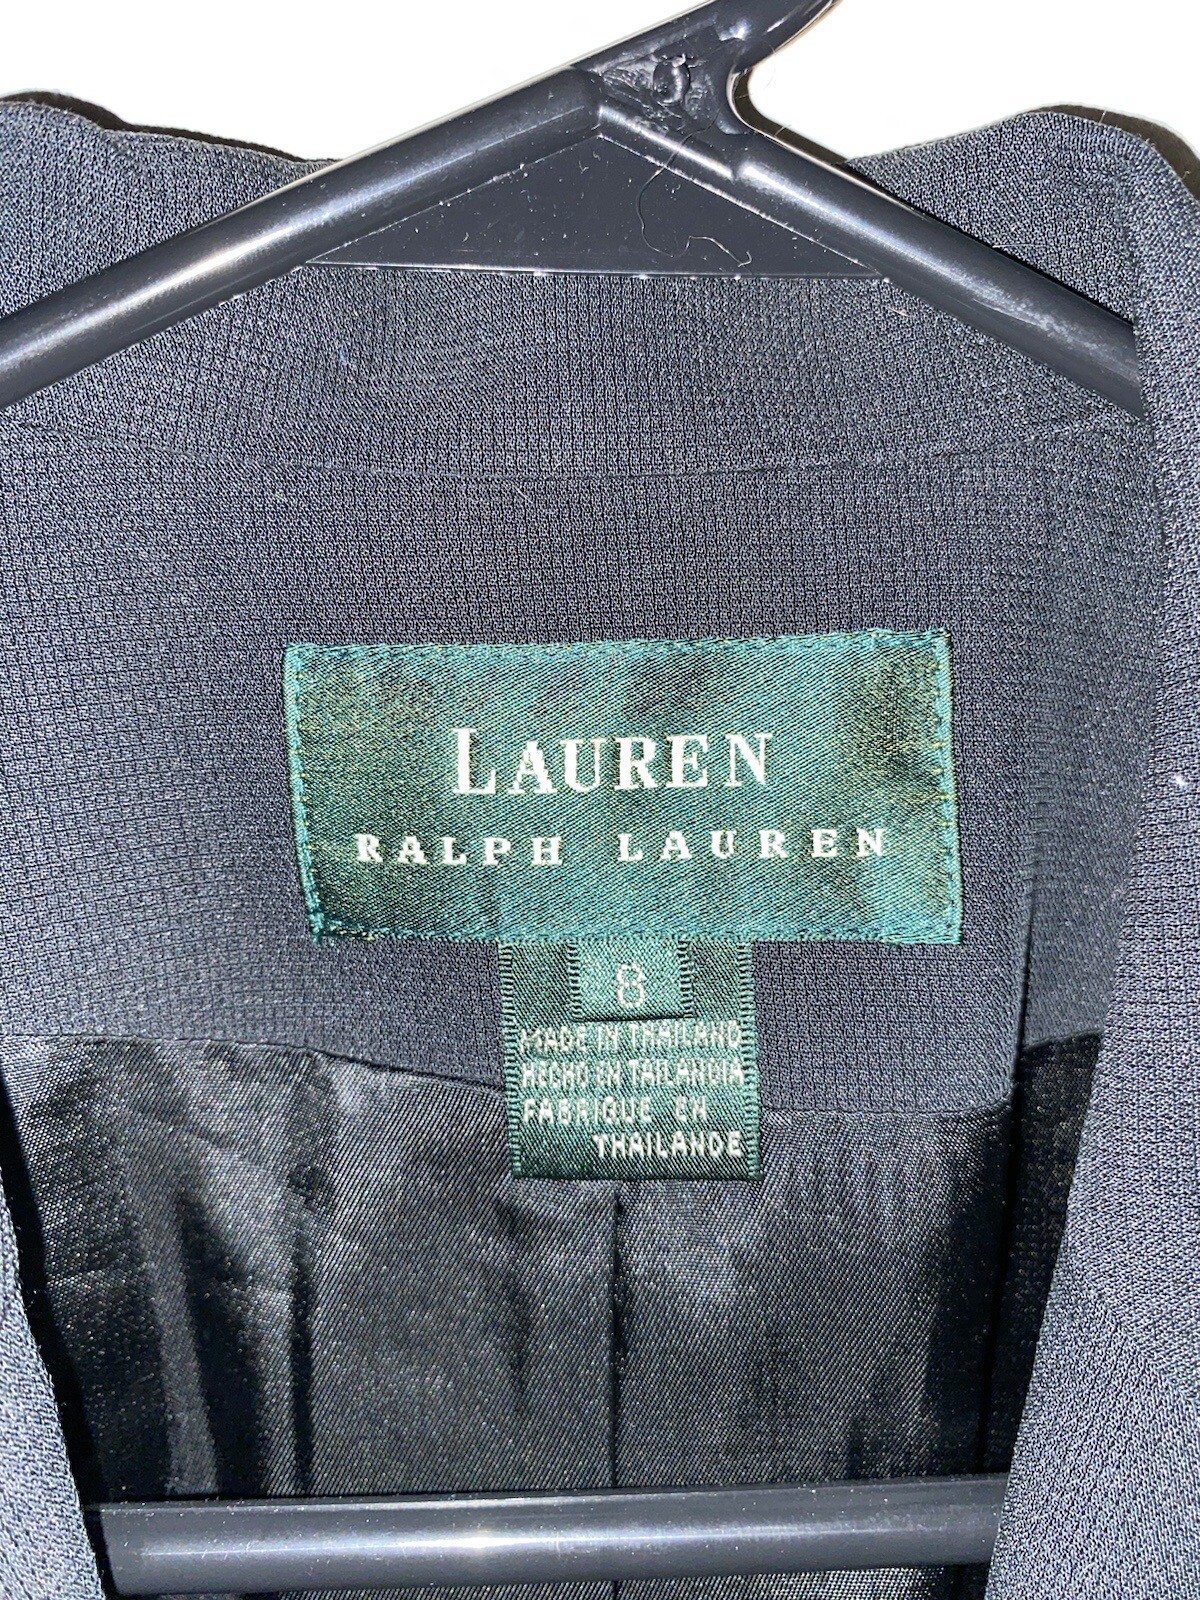 LAUREN
RALPH LAUREN
8
MADE IN THAILAND
HECHO EN TAILANDIA
FABRIQUE EN
THAILANDE